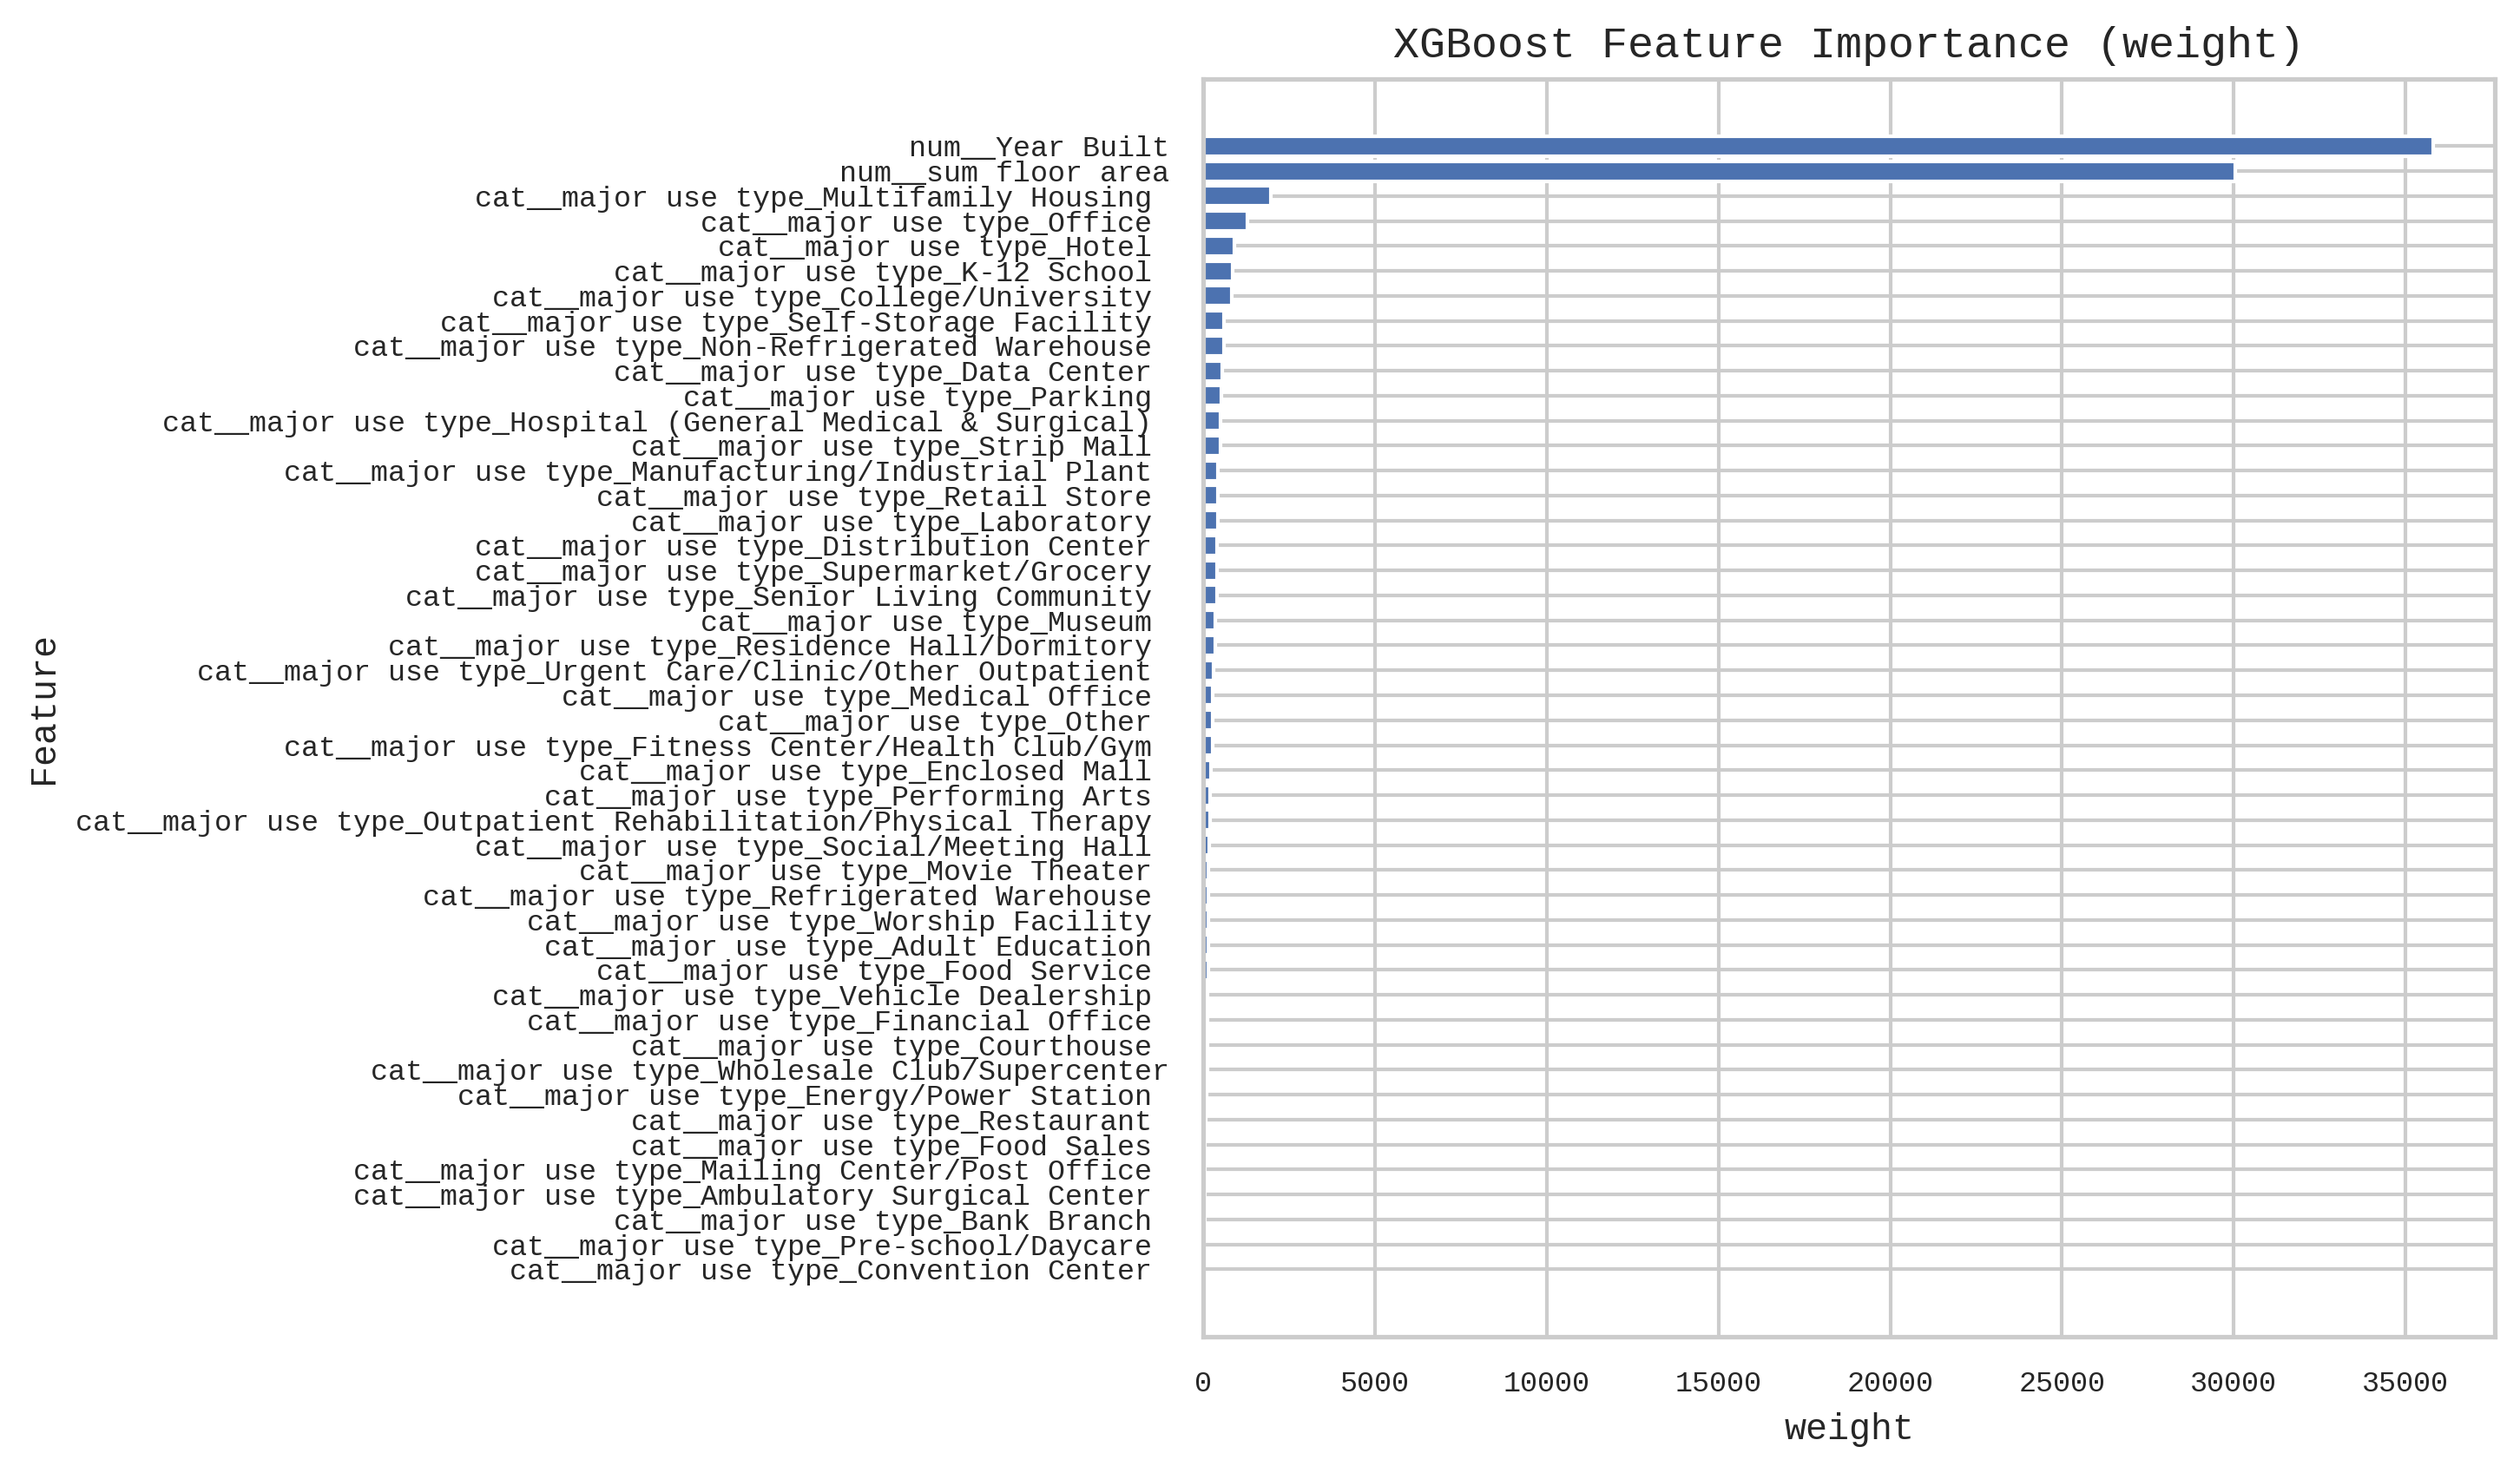 XGBoost Feature Importance (weight)
num__Year Built
num__sum floor area
cat__major use type_Multifamily Housing
cat__major use type_Office
cat__major use type_Hotel
cat__major use type_K-12 School
cat__major use type_College/University
cat__major use type_Self-Storage Facility
cat__major use type_Non-Refrigerated Warehouse
cat__major use type_Data Center
cat__major use type_Parking
cat__major use type_Hospital (General Medical & Surgical)
cat__major use type_Strip Mall
cat__major use type_Manufacturing/Industrial Plant
cat__major use type_Retail Store
cat__major use type_Laboratory
cat__major use type_Distribution Center
cat__major use type_Supermarket/Grocery
cat__major use type_Senior Living Community
cat__major use type_Museum
cat__major use type_Residence Hall/Dormitory
cat__major use type_Urgent Care/Clinic/Other Outpatient
cat__major use type_Medical Office
cat__major use type_Other
cat__major use type_Fitness Center/Health Club/Gym
cat__major use type_Enclosed Mall
cat__major use type_Performing Arts
cat__major use type_Outpatient Rehabilitation/Physical Therapy
cat__major use type_Social/Meeting Hall
cat__major use type_Movie Theater
cat__major use type_Refrigerated Warehouse
cat__major use type_Worship Facility
cat__major use type_Adult Education
cat__major use type_Food Service
cat__major use type_Vehicle Dealership
cat__major use type_Financial Office
cat__major use type_Courthouse
cat__major use type_Wholesale Club/Supercenter
cat__major use type_Energy/Power Station
cat__major use type_Restaurant
cat__major use type_Food Sales
cat__major use type_Mailing Center/Post Office
cat__major use type_Ambulatory Surgical Center
cat__major use type_Bank Branch
cat__major use type_Pre-school/Daycare
cat__major use type_Convention Center
Feature
0 5000 10000 15000 20000 25000 30000 35000
weight